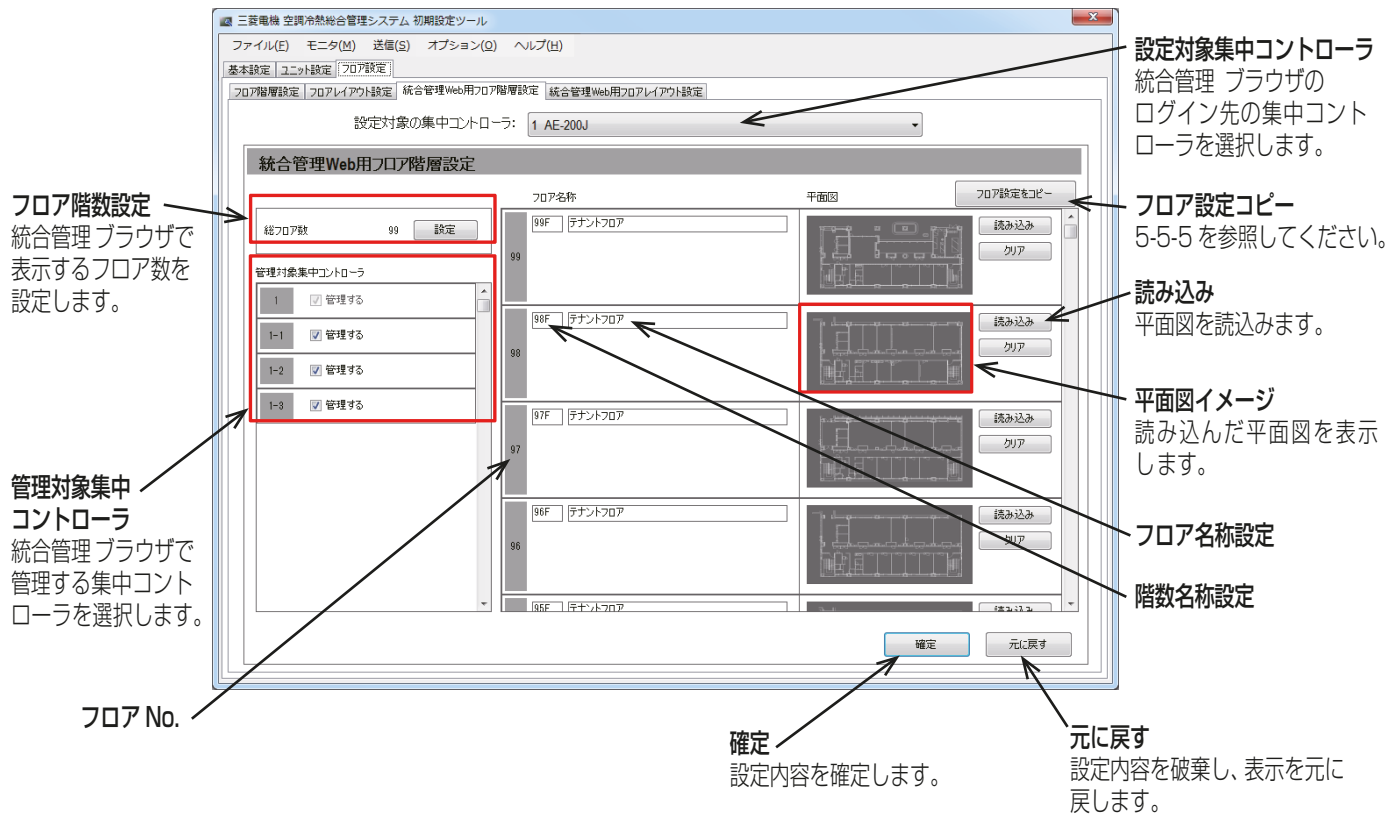 三菱電機 空調冷熱総合管理システム 初期設定ツール
ファイル(F) モニタ(M) 送信(S) オプション(O) ヘルプ(H)
基本設定 ユニット設定 フロア設定
フロア階層設定 フロアレイアウト設定 統合管理Web用フロア階層設定 統合管理Web用フロアレイアウト設定
設定対象の集中コントローラ: 1 AE-200J
統合管理Web用フロア階層設定
フロア名称 平面図 フロア設定をコピー
総フロア数 99 設定
管理対象集中コントローラ
1 管理する
1-1 管理する
1-2 管理する
1-3 管理する
99 99F テナントフロア 読み込み
クリア
98 98F テナントフロア 読み込み
クリア
97 97F テナントフロア 読み込み
クリア
96 96F テナントフロア 読み込み
クリア
95F テナントフロア 読み込み
確定 元に戻す
設定対象集中コントローラ
統合管理 ブラウザの
ログイン先の集中コント
ローラを選択します。
フロア設定コピー
5-5-5 を参照してください。
読み込み
平面図を読込みます。
平面図イメージ
読み込んだ平面図を表示
します。
フロア名称設定
階数名称設定
フロア階数設定
統合管理 ブラウザで
表示するフロア数を
設定します。
管理対象集中
コントローラ
統合管理 ブラウザで
管理する集中コント
ローラを選択します。
フロア No.
確定
設定内容を確定します。
元に戻す
設定内容を破棄し、表示を元に
戻します。